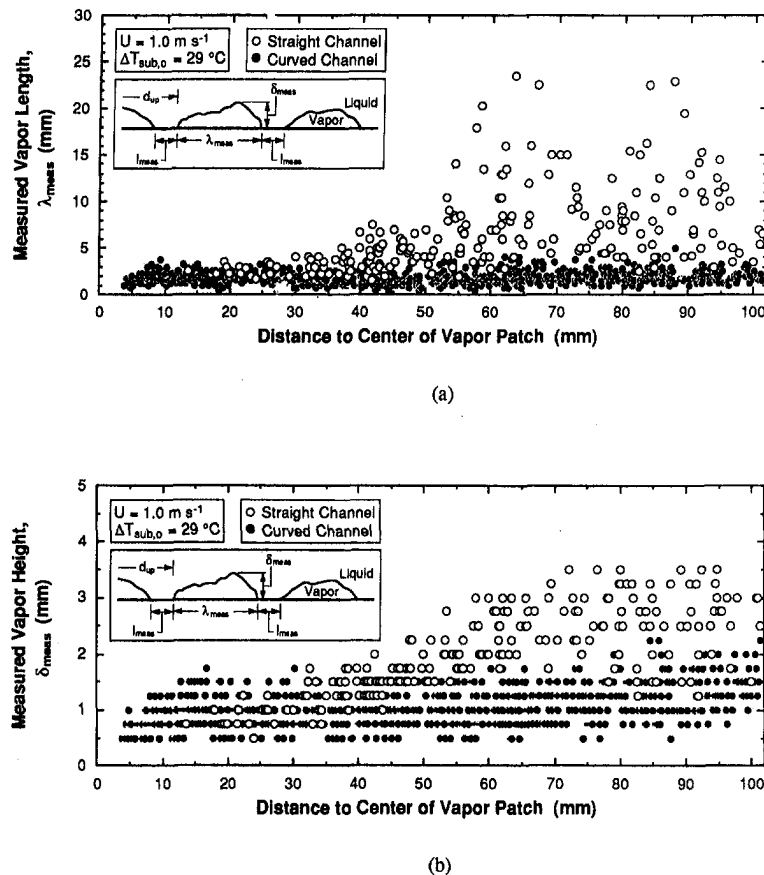 Measured Vapor Length,
λmeas (mm)
30
25
20
15
10
5
0
U = 1.0 m s⁻¹
ΔTsub,o = 29 °C
○ Straight Channel
● Curved Channel
dup
δmeas
Liquid
Vapor
lmeas
λmeas
lmeas
0 10 20 30 40 50 60 70 80 90 100
Distance to Center of Vapor Patch (mm)
(a)
Measured Vapor Height,
δmeas (mm)
5
4
3
2
1
0
U = 1.0 m s⁻¹
ΔTsub,o = 29 °C
○ Straight Channel
● Curved Channel
dup
δmeas
Liquid
Vapor
lmeas
λmeas
lmeas
0 10 20 30 40 50 60 70 80 90 100
Distance to Center of Vapor Patch (mm)
(b)